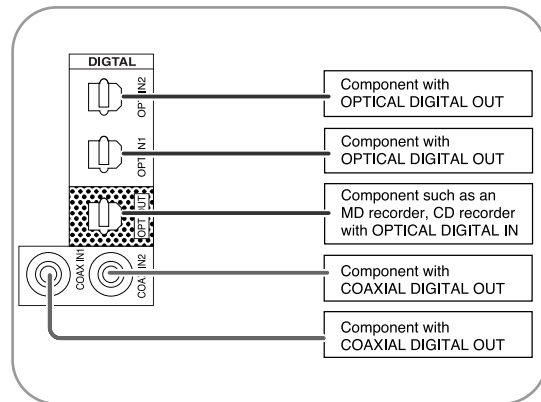 DIGTAL
OPT IN2
Component with
OPTICAL DIGITAL OUT
OPT IN1
Component with
OPTICAL DIGITAL OUT
OPT OUT
Component such as an
MD recorder, CD recorder
with OPTICAL DIGITAL IN
COAX IN1
COAX IN2
Component with
COAXIAL DIGITAL OUT
Component with
COAXIAL DIGITAL OUT